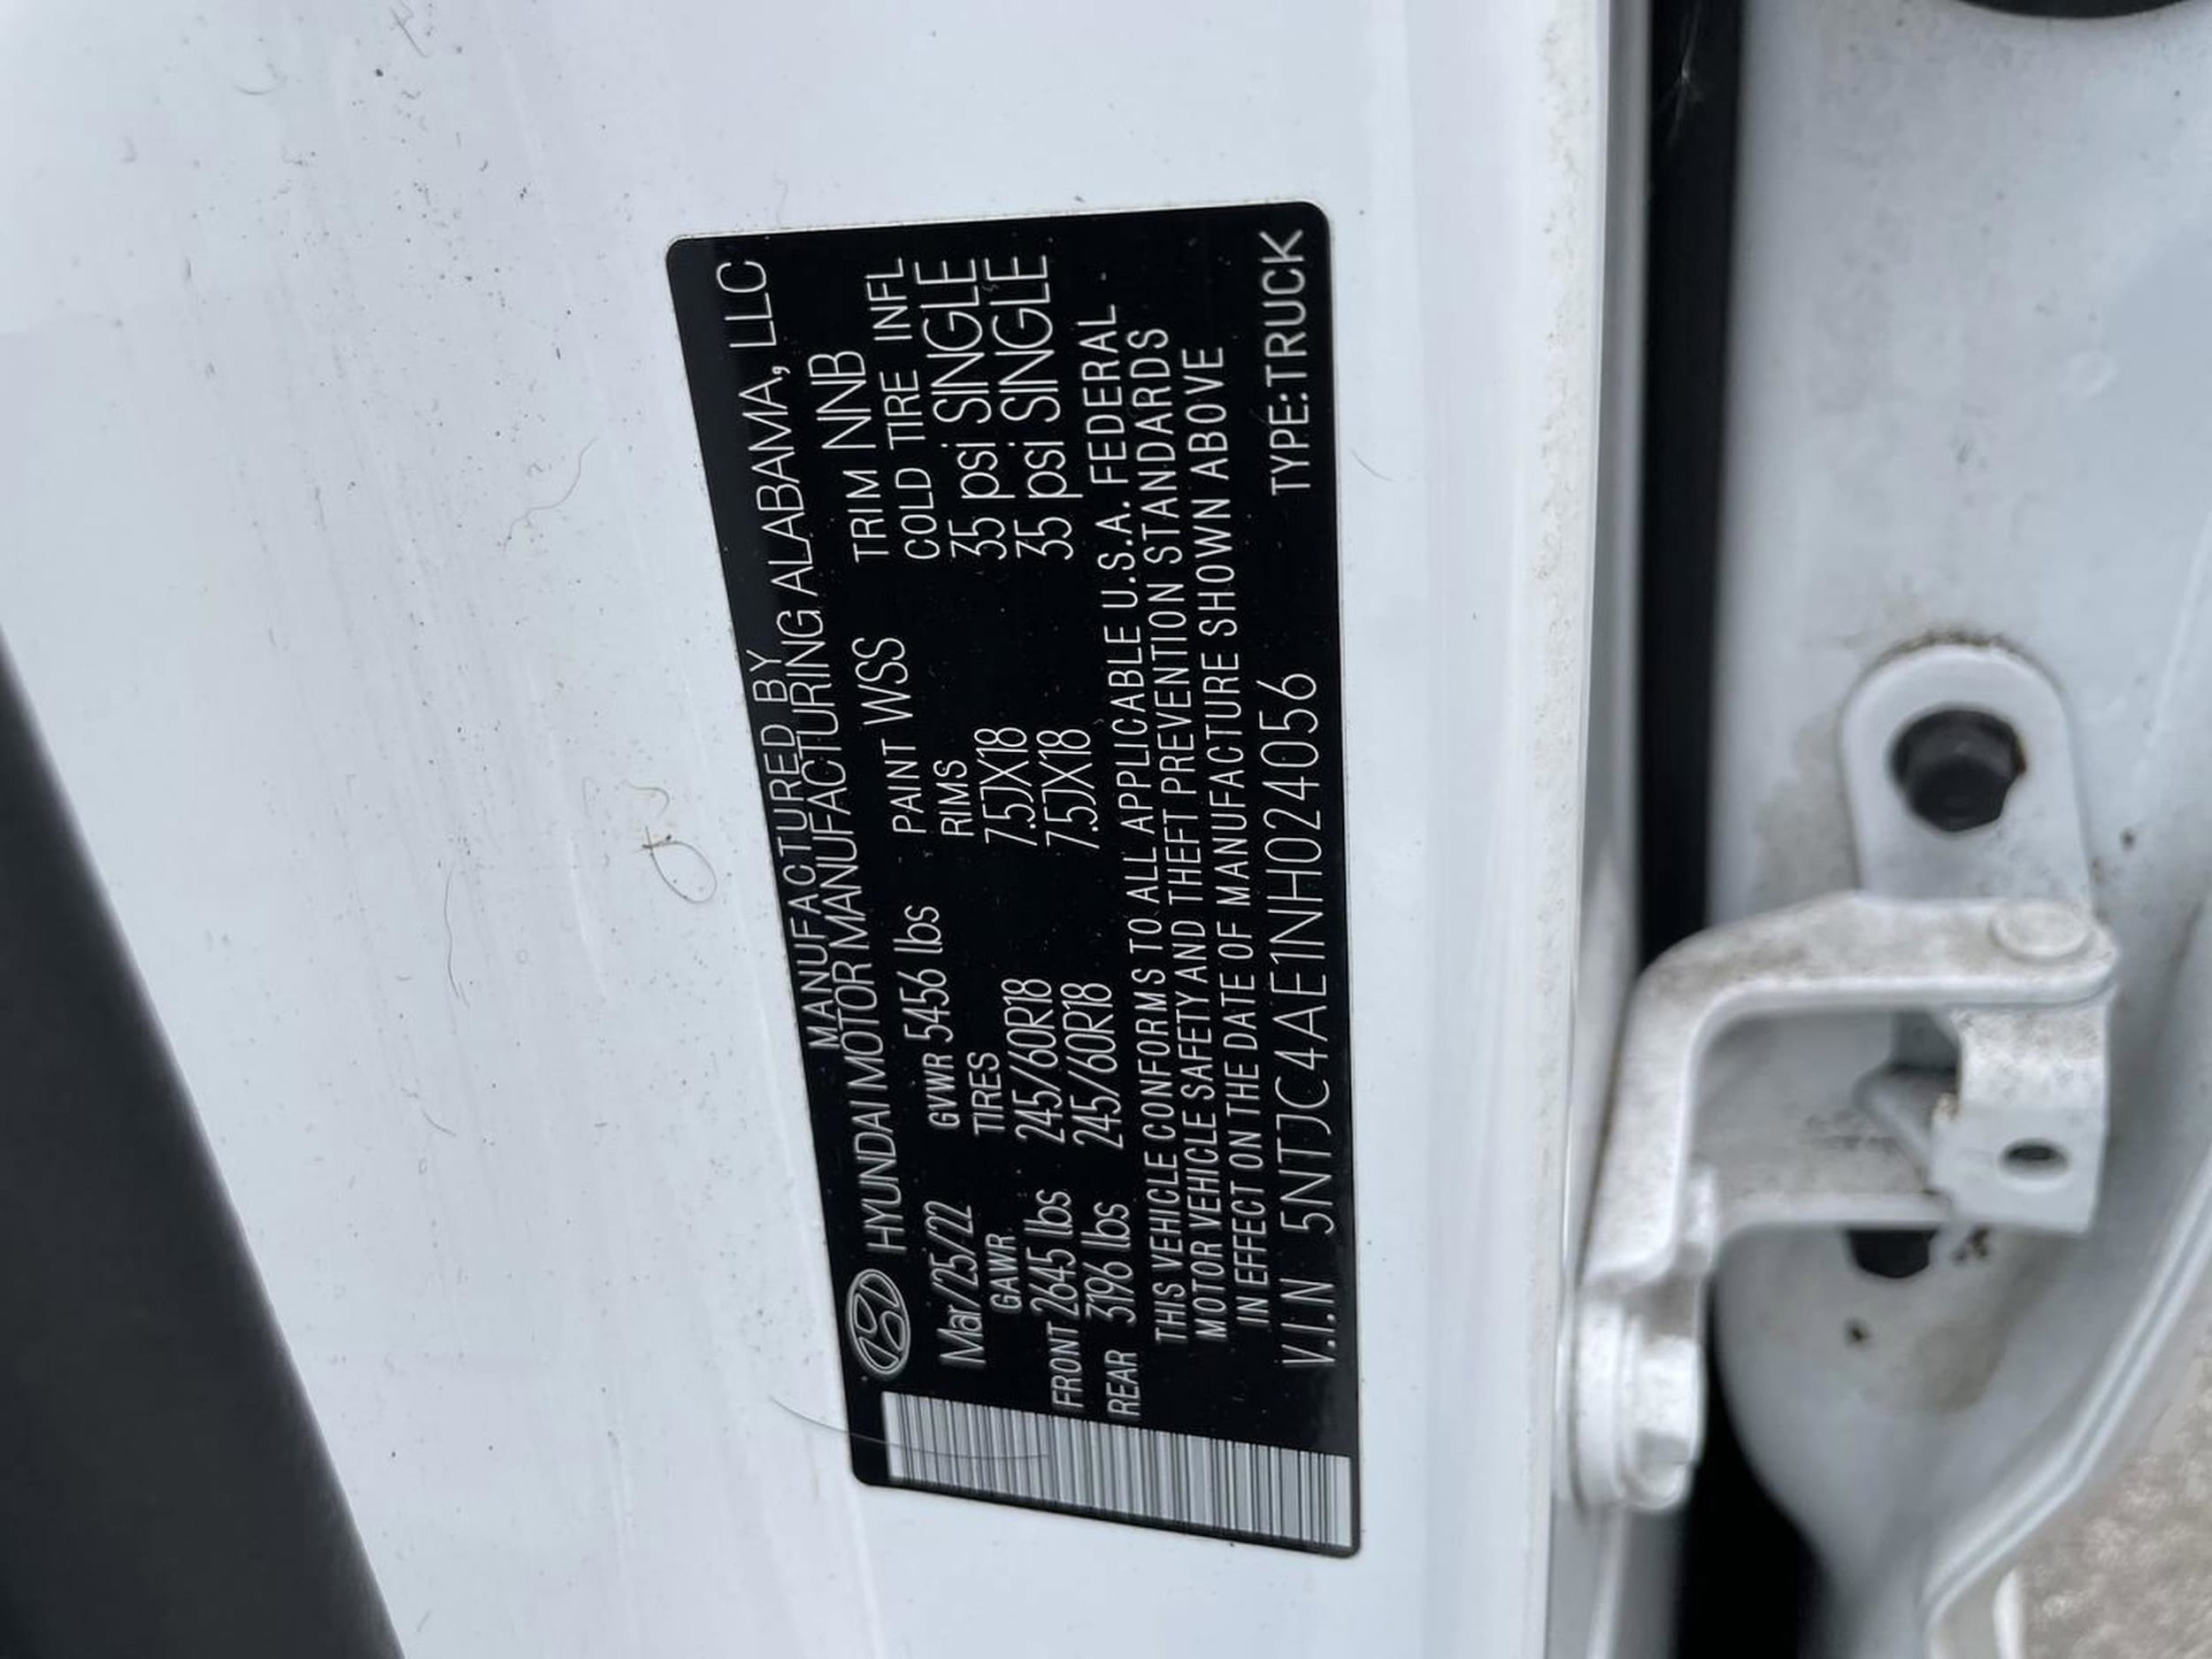 MANUFACTURED BY
HYUNDAI MOTOR MANUFACTURING ALABAMA, LLC
Mar/25/22 GVWR 5456 lbs PAINT WSS TRIM NNB
GAWR TIRES RIMS COLD TIRE INFL
FRONT 2645 lbs 245/60R18 7.5JX18 35 psi SINGLE
REAR 3196 lbs 245/60R18 7.5JX18 35 psi SINGLE
THIS VEHICLE CONFORMS TO ALL APPLICABLE U.S.A. FEDERAL
MOTOR VEHICLE SAFETY AND THEFT PREVENTION STANDARDS
IN EFFECT ON THE DATE OF MANUFACTURE SHOWN ABOVE
V.I.N 5NTJC4AE1NH024056 TYPE:TRUCK